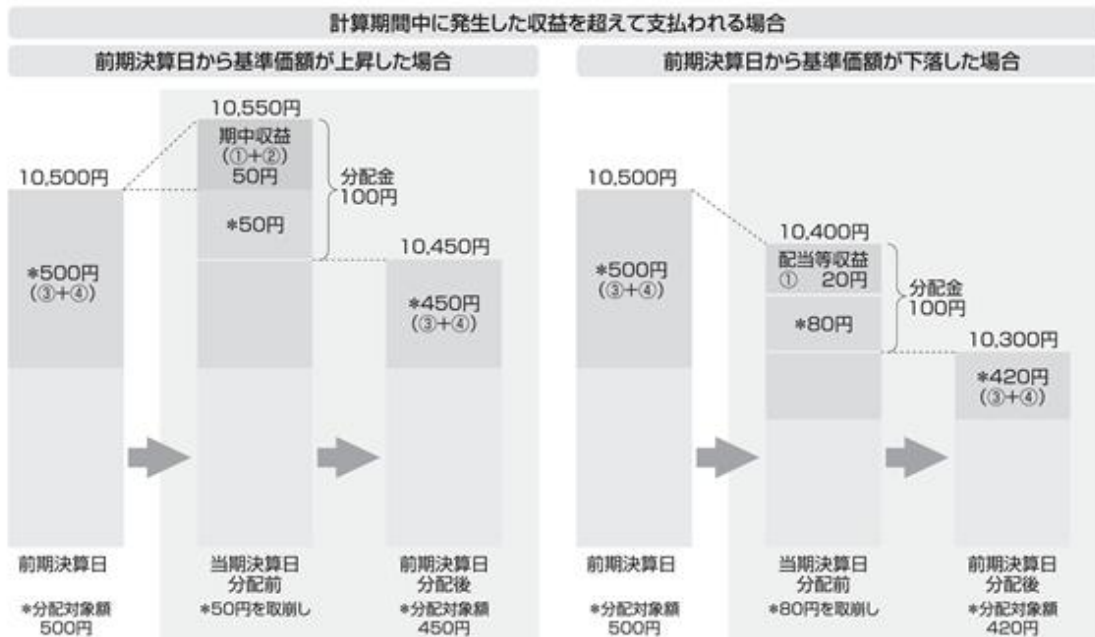 計算期間中に発生した収益を超えて支払われる場合
前期決算日から基準価額が上昇した場合
10,550円
期中収益
(①+②)
50円
10,500円
分配金
100円
*50円
10,450円
*500円
(③+④)
*450円
(③+④)
前期決算日
当期決算日
分配前
前期決算日
分配後
*分配対象額
500円
*50円を取崩し
*分配対象額
450円
前期決算日から基準価額が下落した場合
10,500円
10,400円
配当等収益
① 20円
*500円
(③+④)
分配金
100円
*80円
10,300円
*420円
(③+④)
前期決算日
当期決算日
分配前
前期決算日
分配後
*分配対象額
500円
*80円を取崩し
*分配対象額
420円